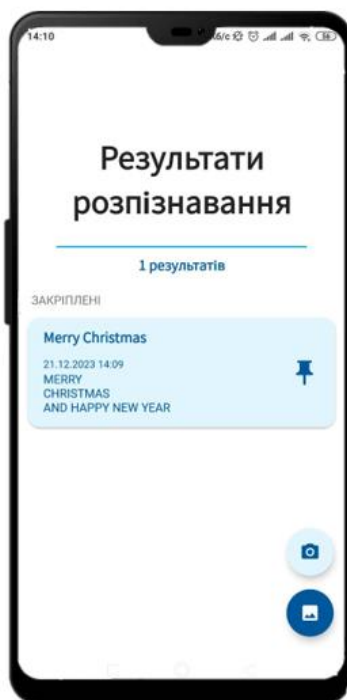 14:10
Результати
розпізнавання
1 результатів
ЗАКРІПЛЕНІ
Merry Christmas
21.12.2023 14:09
MERRY
CHRISTMAS
AND HAPPY NEW YEAR